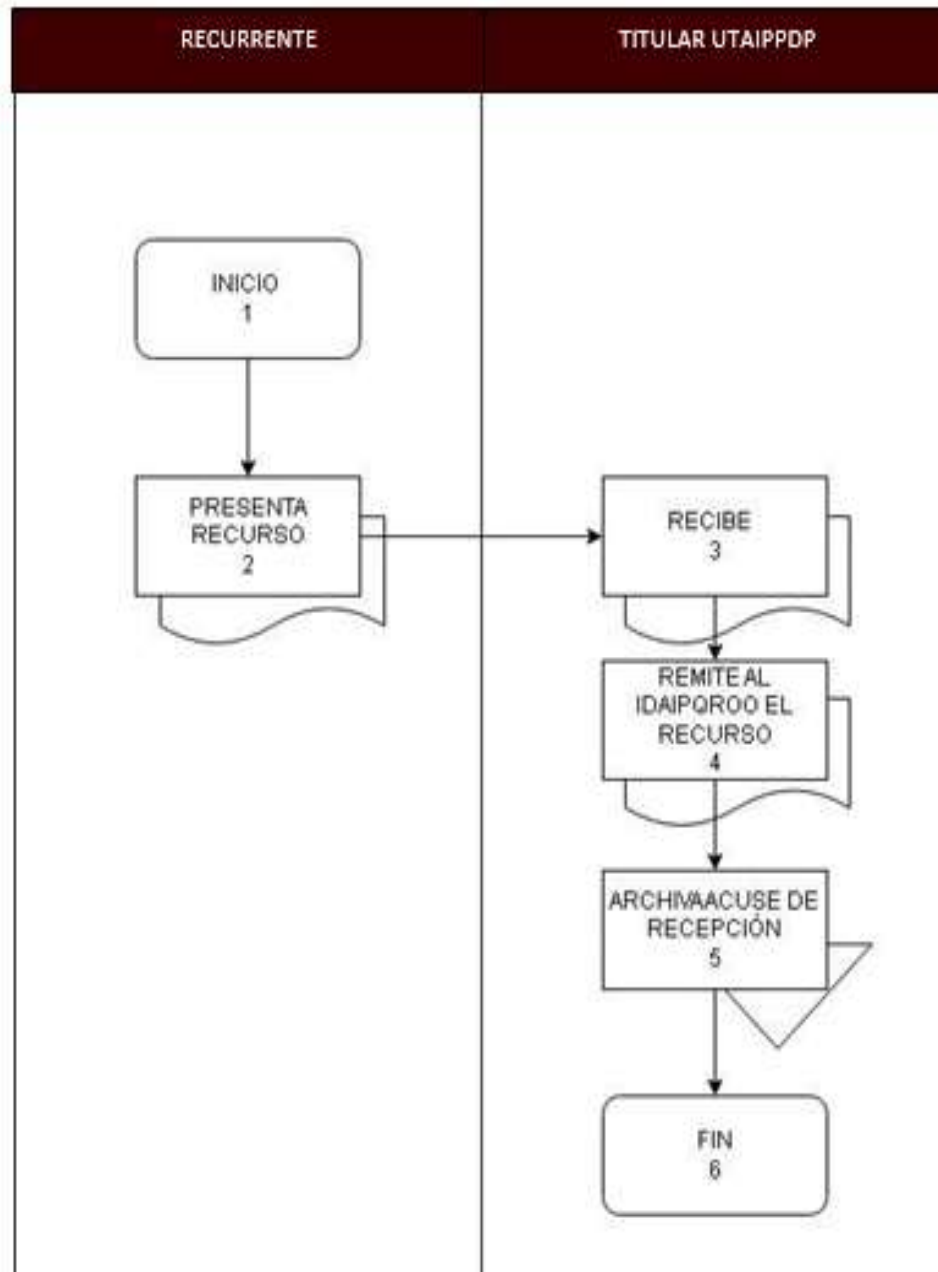 RECURRENTE
TITULAR UTAIPPDP
INICIO
1
PRESENTA
RECURSO
2
RECIBE
3
REMITE AL
IDAIPQROO EL
RECURSO
4
ARCHIVAACUSE DE
RECEPCIÓN
5
FIN
6